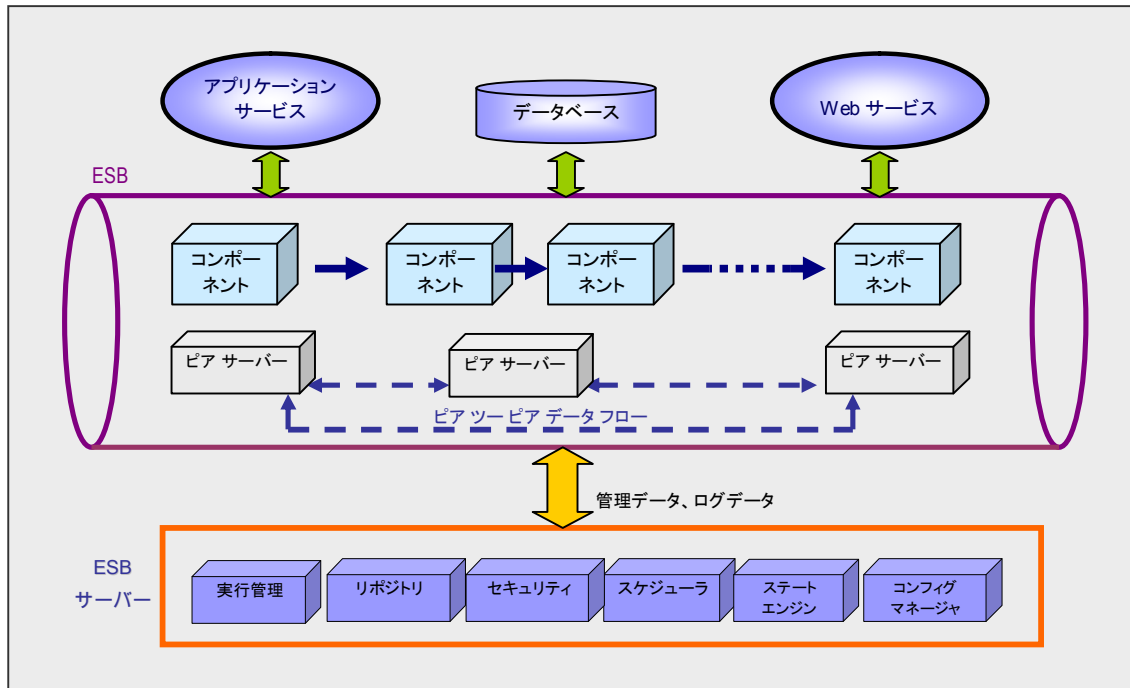 アプリケーション
サービス
データベース
Web サービス
ESB
コンポー
ネント
コンポー
ネント
コンポー
ネント
コンポー
ネント
ピア サーバー
ピア サーバー
ピア サーバー
ピア ツー ピア データ フロー
管理データ、ログデータ
ESB
サーバー
実行管理
リポジトリ
セキュリティ
スケジューラ
ステート
エンジン
コンフィグ
マネージャ